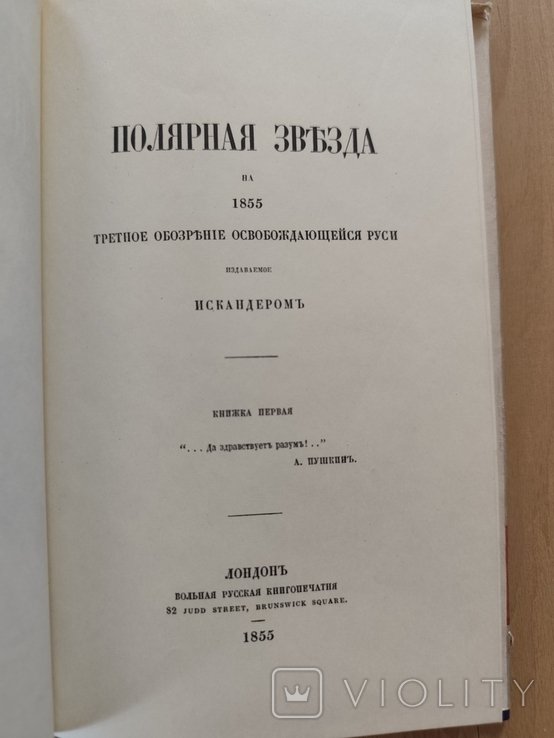 ПОЛЯРНАЯ ЗВѢЗДА
НА
1855
ТРЕТНОЕ ОБОЗРѢНІЕ ОСВОБОЖДАЮЩЕЙСЯ РУСИ
ИЗДАВАЕМОЕ
ИСКАНДЕРОМЪ
КНИЖКА ПЕРВАЯ
“. . . Да здравствуетъ разумъ! . .”
А. ПУШКИНЪ.
ЛОНДОНЪ
ВОЛЬНАЯ РУССКАЯ КНИГОПЕЧАТНЯ
82 JUDD STREET, BRUNSWICK SQUARE.
1855
VIOLITY